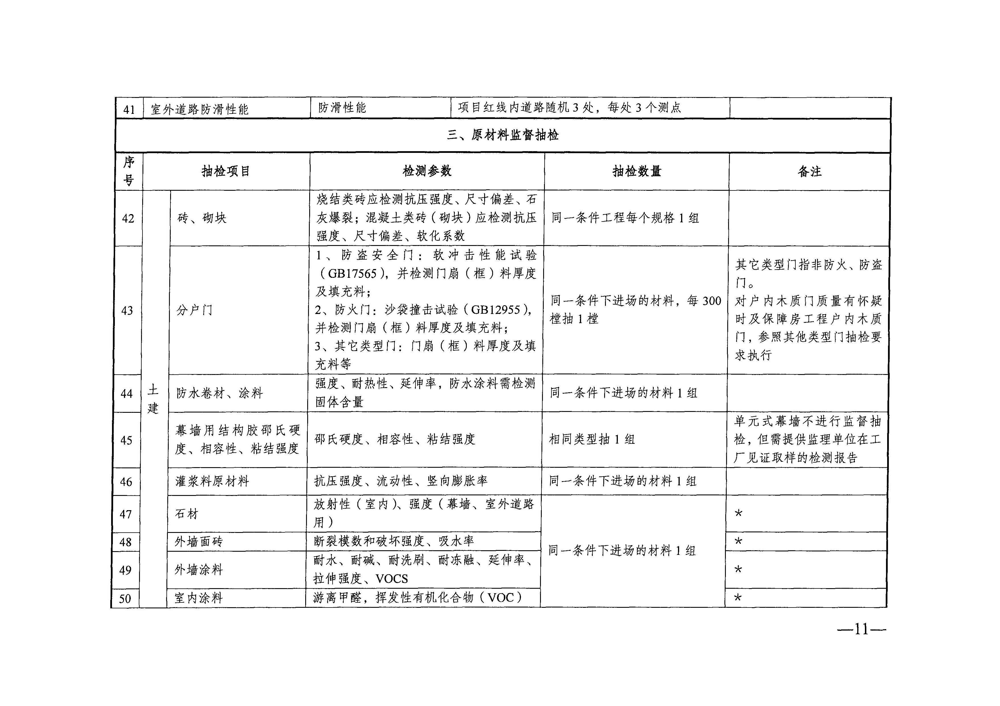 41 室外道路防滑性能 防滑性能 项目红线内道路随机 3 处，每处 3 个测点
三、原材料监督抽检
序
号
抽检项目
检测参数
抽检数量
备注
土
建
42
砖、砌块
烧结类砖应检测抗压强度、尺寸偏差、石
灰爆裂；混凝土类砖（砌块）应检测抗压
强度、尺寸偏差、软化系数
同一条件工程每个规格 1 组
43
分户门
1、防盗安全门：软冲击性能试验
（GB17565），并检测门扇（框）料厚度
及填充料；
2、防火门：沙袋撞击试验（GB12955），
并检测门扇（框）料厚度及填充料；
3、其它类型门：门扇（框）料厚度及填
充料等
同一条件下进场的材料，每 300
樘抽 1 樘
其它类型门指非防火、防盗
门。
对户内木质门质量有怀疑
时及保障房工程户内木质
门，参照其他类型门抽检要
求执行
44
防水卷材、涂料
强度、耐热性、延伸率，防水涂料需检测
固体含量
同一条件下进场的材料 1 组
45
幕墙用结构胶邵氏硬
度、相容性、粘结强度
邵氏硬度、相容性、粘结强度
相同类型抽 1 组
单元式幕墙不进行监督抽
检，但需提供监理单位在工
厂见证取样的检测报告
46
灌浆料原材料
抗压强度、流动性、竖向膨胀率
同一条件下进场的材料 1 组
47
石材
放射性（室内）、强度（幕墙、室外道路
用）
*
48
外墙面砖
断裂模数和破坏强度、吸水率
同一条件下进场的材料 1 组
*
49
外墙涂料
耐水、耐碱、耐洗刷、耐冻融、延伸率、
拉伸强度、VOCS
*
50
室内涂料
游离甲醛，挥发性有机化合物（VOC）
*
—11—